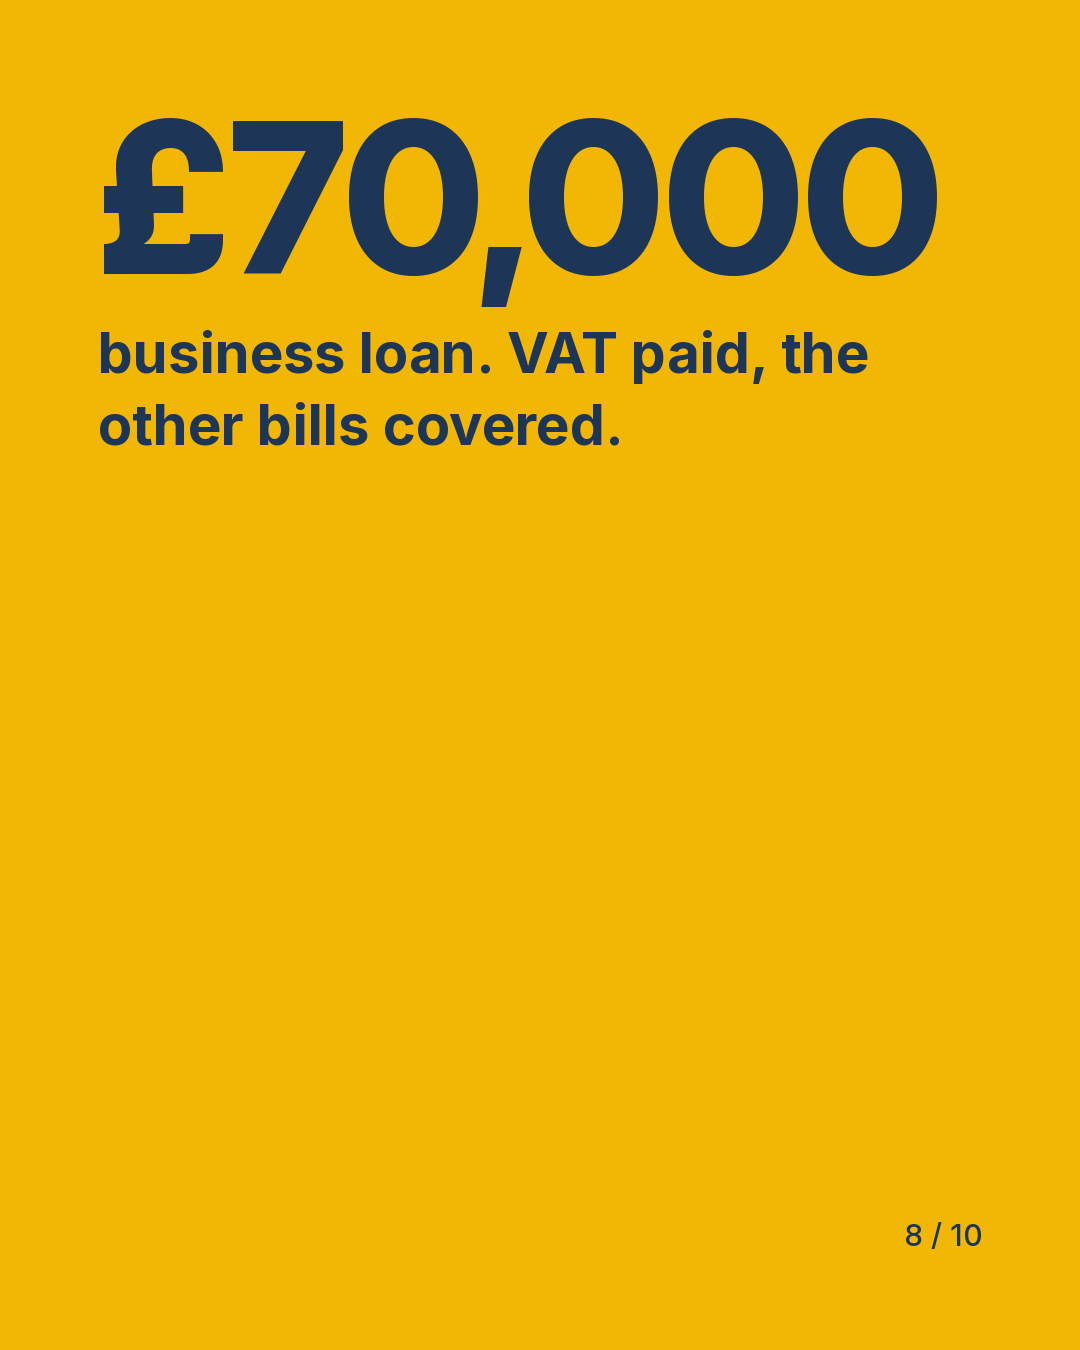 £70,000
business loan. VAT paid, the
other bills covered.
8 / 10